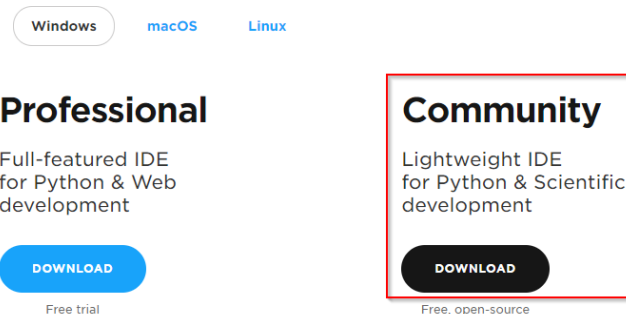 Windows macOS Linux
Professional
Full-featured IDE
for Python & Web
development
DOWNLOAD
Free trial
Community
Lightweight IDE
for Python & Scientific
development
DOWNLOAD
Free, open-source